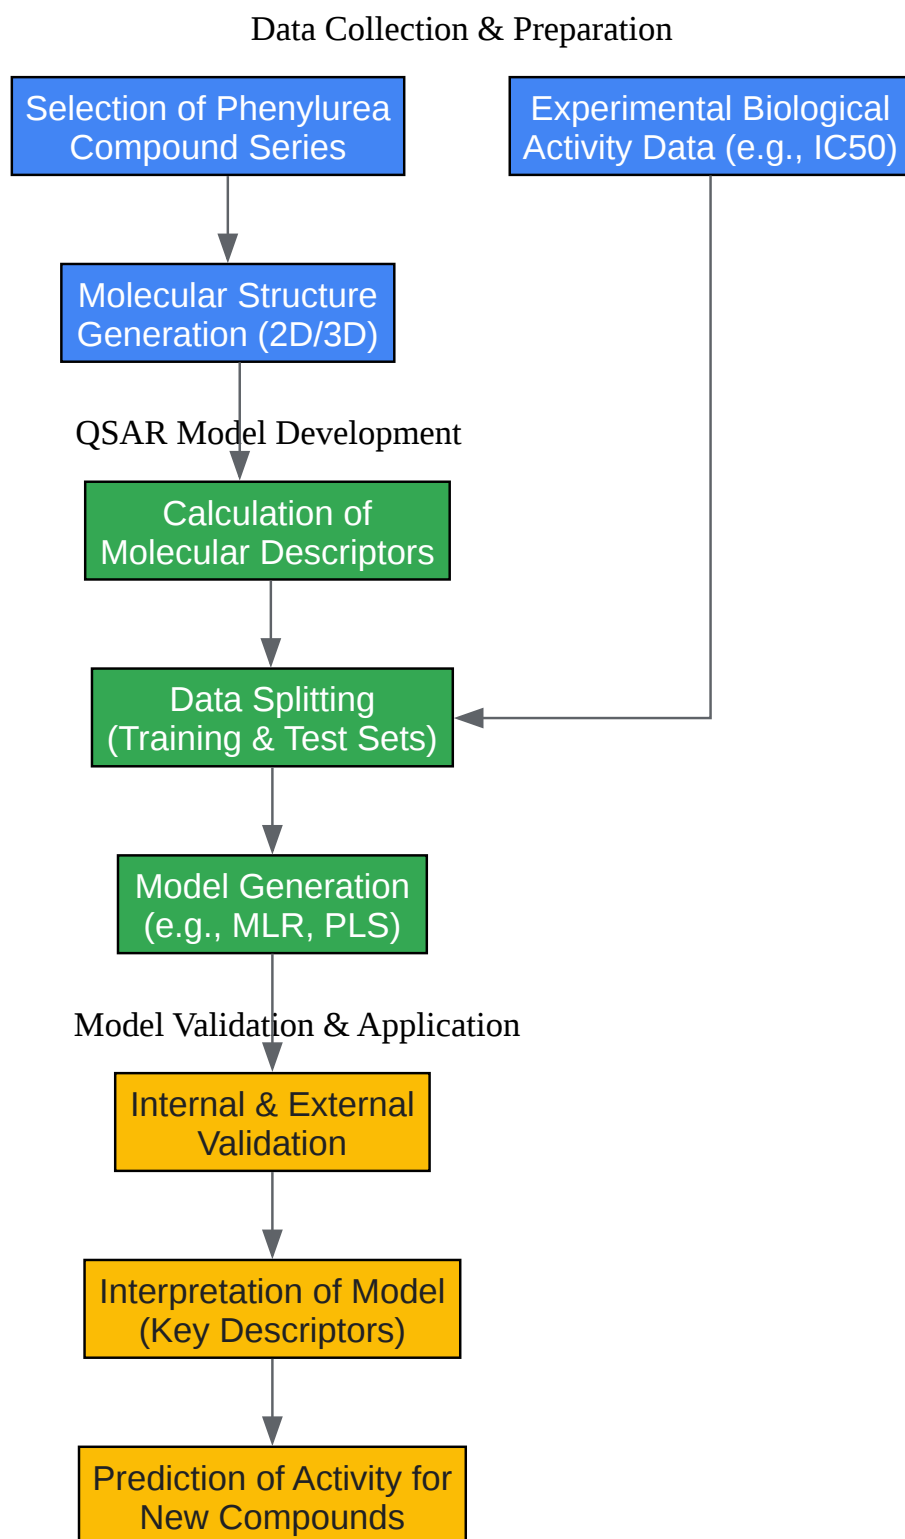 Data Collection & Preparation
Selection of Phenylurea
Compound Series
Experimental Biological
Activity Data (e.g., IC50)
Molecular Structure
Generation (2D/3D)
QSAR Model Development
Calculation of
Molecular Descriptors
Data Splitting
(Training & Test Sets)
Model Generation
(e.g., MLR, PLS)
Model Validation & Application
Internal & External
Validation
Interpretation of Model
(Key Descriptors)
Prediction of Activity for
New Compounds